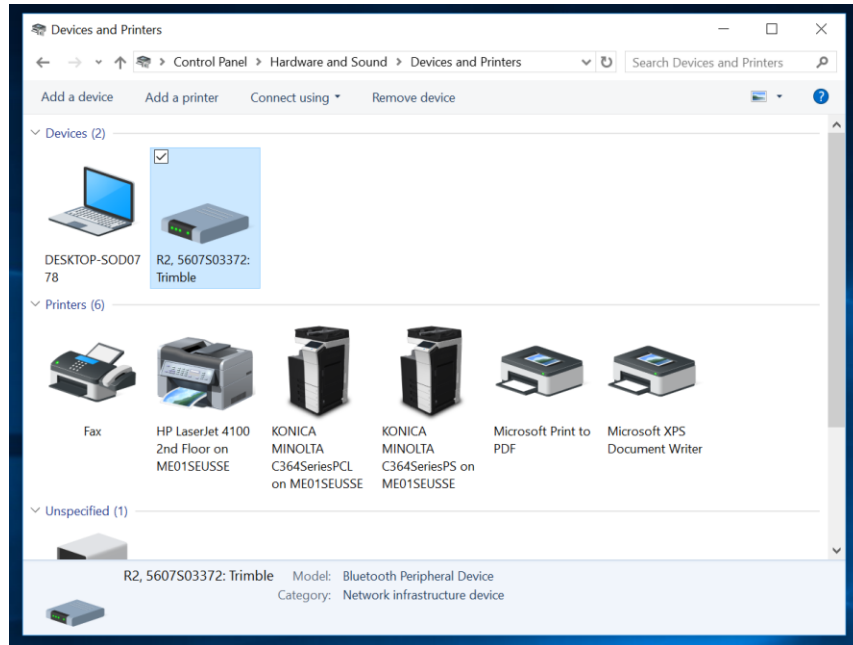 Devices and Printers
Control Panel > Hardware and Sound > Devices and Printers
Search Devices and Printers
Add a device Add a printer Connect using Remove device
?
Devices (2)
DESKTOP-SOD07
78
R2, 5607S03372:
Trimble
Printers (6)
Fax
HP LaserJet 4100
2nd Floor on
ME01SEUSSE
KONICA
MINOLTA
C364SeriesPCL
on ME01SEUSSE
KONICA
MINOLTA
C364SeriesPS on
ME01SEUSSE
Microsoft Print to
PDF
Microsoft XPS
Document Writer
Unspecified (1)
R2, 5607S03372: Trimble Model: Bluetooth Peripheral Device
Category: Network infrastructure device